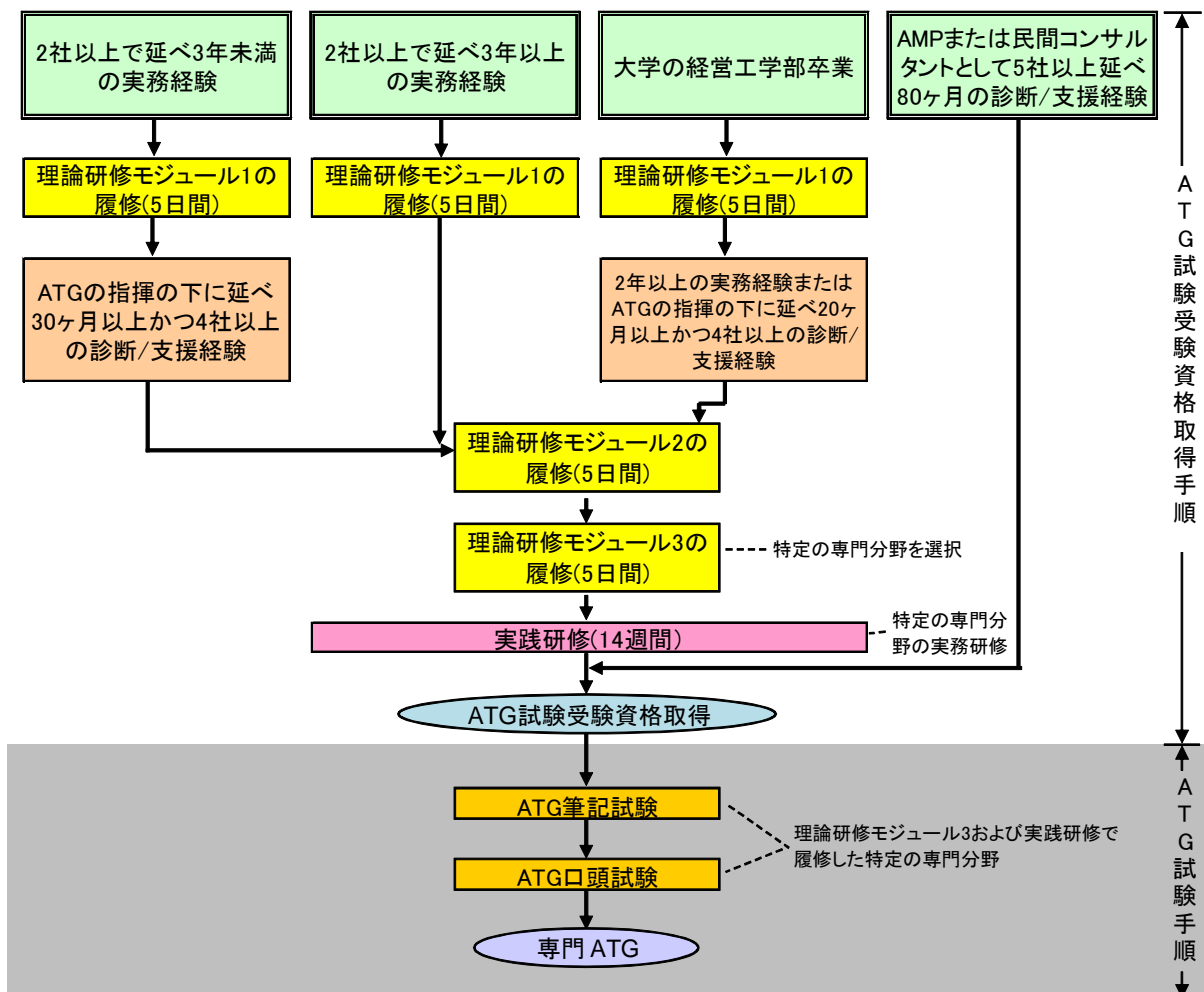 2社以上で延べ3年未満
の実務経験
2社以上で延べ3年以上
の実務経験
大学の経営工学部卒業
AMPまたは民間コンサル
タントとして5社以上延べ
80ヶ月の診断/支援経験
理論研修モジュール1の
履修(5日間)
理論研修モジュール1の
履修(5日間)
理論研修モジュール1の
履修(5日間)
ATGの指揮の下に延べ
30ヶ月以上かつ4社以上
の診断/支援経験
2年以上の実務経験または
ATGの指揮の下に延べ20ヶ
月以上かつ4社以上の診断/
支援経験
理論研修モジュール2の
履修(5日間)
理論研修モジュール3の
履修(5日間)
特定の専門分野を選択
実践研修(14週間)
特定の専門分
野の実務研修
ATG試験受験資格取得
ATG試験受験資格取得手順
ATG筆記試験
理論研修モジュール3および実践研修で
履修した特定の専門分野
ATG口頭試験
専門 ATG
ATG試験手順